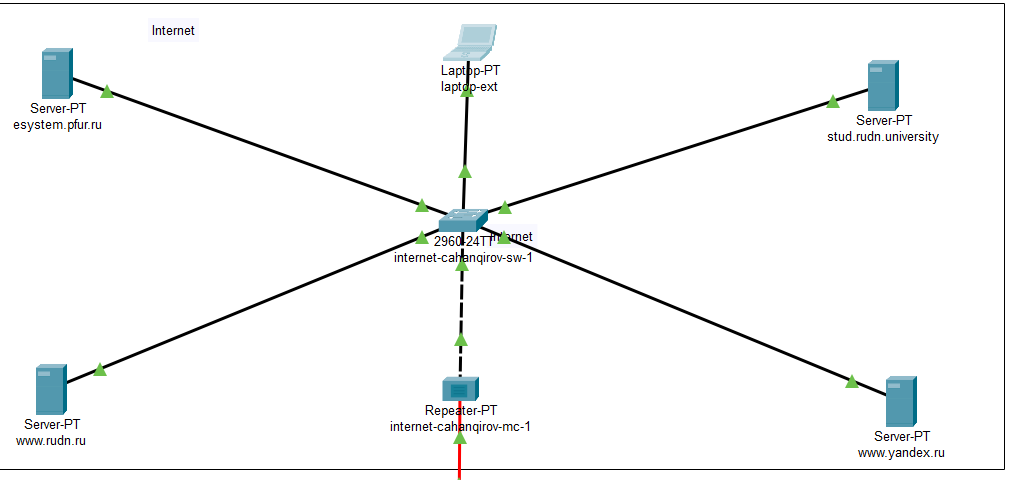 Internet
Laptop-PT
laptop-ext
Server-PT
esystem.pfur.ru
Server-PT
stud.rudn.university
2960-24TT
Internet
internet-cahanqirov-sw-1
Repeater-PT
internet-cahanqirov-mc-1
Server-PT
www.rudn.ru
Server-PT
www.yandex.ru